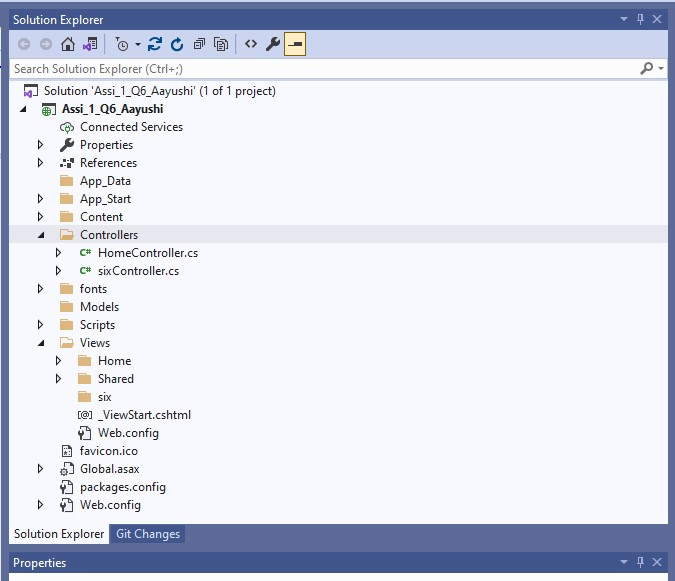 Solution Explorer
Search Solution Explorer (Ctrl+;)
Solution 'Assi_1_Q6_Aayushi' (1 of 1 project)
Assi_1_Q6_Aayushi
Connected Services
Properties
References
App_Data
App_Start
Content
Controllers
C# HomeController.cs
C# sixController.cs
fonts
Models
Scripts
Views
Home
Shared
six
[@] _ViewStart.cshtml
Web.config
favicon.ico
Global.asax
packages.config
Web.config
Solution Explorer Git Changes
Properties